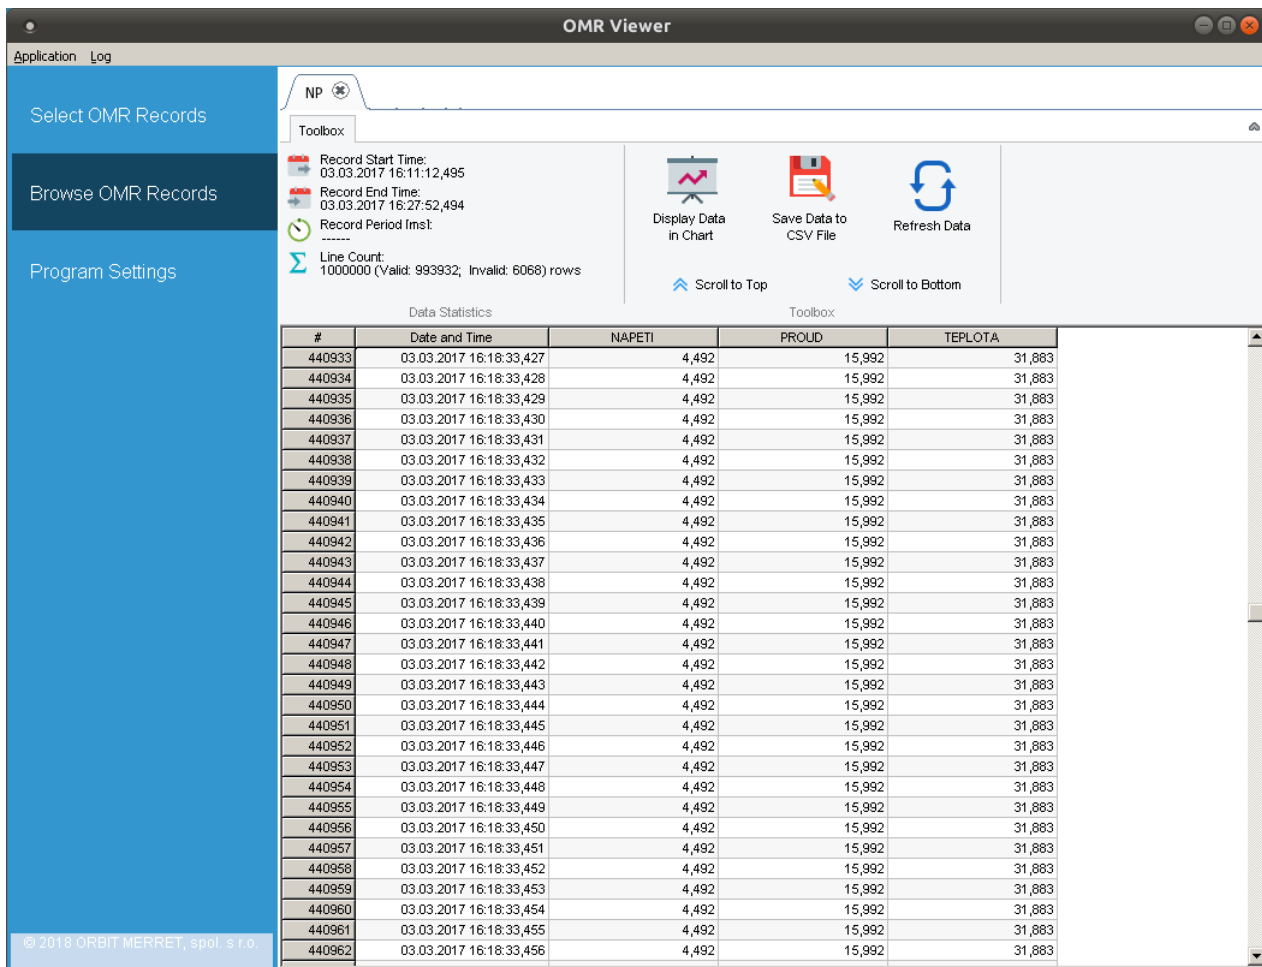 OMR Viewer
Application Log
Select OMR Records
Browse OMR Records
Program Settings
© 2018 ORBIT MERRET, spol. s r.o.
NP
Toolbox
Record Start Time:
03.03.2017 16:11:12,495
Record End Time:
03.03.2017 16:27:52,494
Record Period [ms]:
------
Line Count:
1000000 (Valid: 993932; Invalid: 6068) rows
Data Statistics
Display Data
in Chart
Save Data to
CSV File
Refresh Data
Scroll to Top
Scroll to Bottom
Toolbox
# Date and Time NAPETI PROUD TEPLOTA
440933 03.03.2017 16:18:33,427 4,492 15,992 31,883
440934 03.03.2017 16:18:33,428 4,492 15,992 31,883
440935 03.03.2017 16:18:33,429 4,492 15,992 31,883
440936 03.03.2017 16:18:33,430 4,492 15,992 31,883
440937 03.03.2017 16:18:33,431 4,492 15,992 31,883
440938 03.03.2017 16:18:33,432 4,492 15,992 31,883
440939 03.03.2017 16:18:33,433 4,492 15,992 31,883
440940 03.03.2017 16:18:33,434 4,492 15,992 31,883
440941 03.03.2017 16:18:33,435 4,492 15,992 31,883
440942 03.03.2017 16:18:33,436 4,492 15,992 31,883
440943 03.03.2017 16:18:33,437 4,492 15,992 31,883
440944 03.03.2017 16:18:33,438 4,492 15,992 31,883
440945 03.03.2017 16:18:33,439 4,492 15,992 31,883
440946 03.03.2017 16:18:33,440 4,492 15,992 31,883
440947 03.03.2017 16:18:33,441 4,492 15,992 31,883
440948 03.03.2017 16:18:33,442 4,492 15,992 31,883
440949 03.03.2017 16:18:33,443 4,492 15,992 31,883
440950 03.03.2017 16:18:33,444 4,492 15,992 31,883
440951 03.03.2017 16:18:33,445 4,492 15,992 31,883
440952 03.03.2017 16:18:33,446 4,492 15,992 31,883
440953 03.03.2017 16:18:33,447 4,492 15,992 31,883
440954 03.03.2017 16:18:33,448 4,492 15,992 31,883
440955 03.03.2017 16:18:33,449 4,492 15,992 31,883
440956 03.03.2017 16:18:33,450 4,492 15,992 31,883
440957 03.03.2017 16:18:33,451 4,492 15,992 31,883
440958 03.03.2017 16:18:33,452 4,492 15,992 31,883
440959 03.03.2017 16:18:33,453 4,492 15,992 31,883
440960 03.03.2017 16:18:33,454 4,492 15,992 31,883
440961 03.03.2017 16:18:33,455 4,492 15,992 31,883
440962 03.03.2017 16:18:33,456 4,492 15,992 31,883